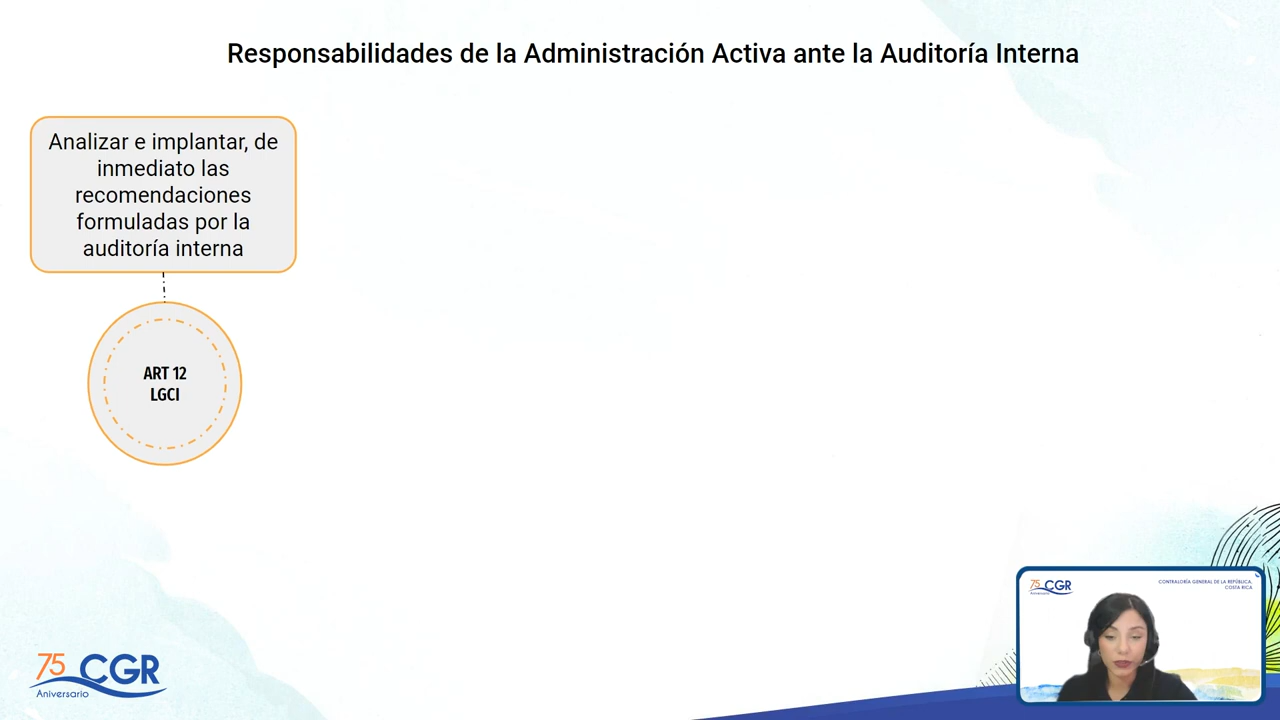 Responsabilidades de la Administración Activa ante la Auditoría Interna
Analizar e implantar, de
inmediato las
recomendaciones
formuladas por la
auditoría interna
ART 12
LGCI
75 CGR
Aniversario
75 CGR
Aniversario
CONTRALORÍA GENERAL DE LA REPÚBLICA,
COSTA RICA